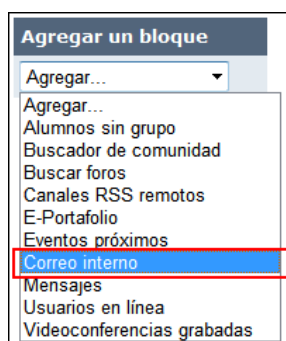 Agregar un bloque
Agregar...
Agregar...
Alumnos sin grupo
Buscador de comunidad
Buscar foros
Canales RSS remotos
E-Portafolio
Eventos próximos
Correo interno
Mensajes
Usuarios en línea
Videoconferencias grabadas